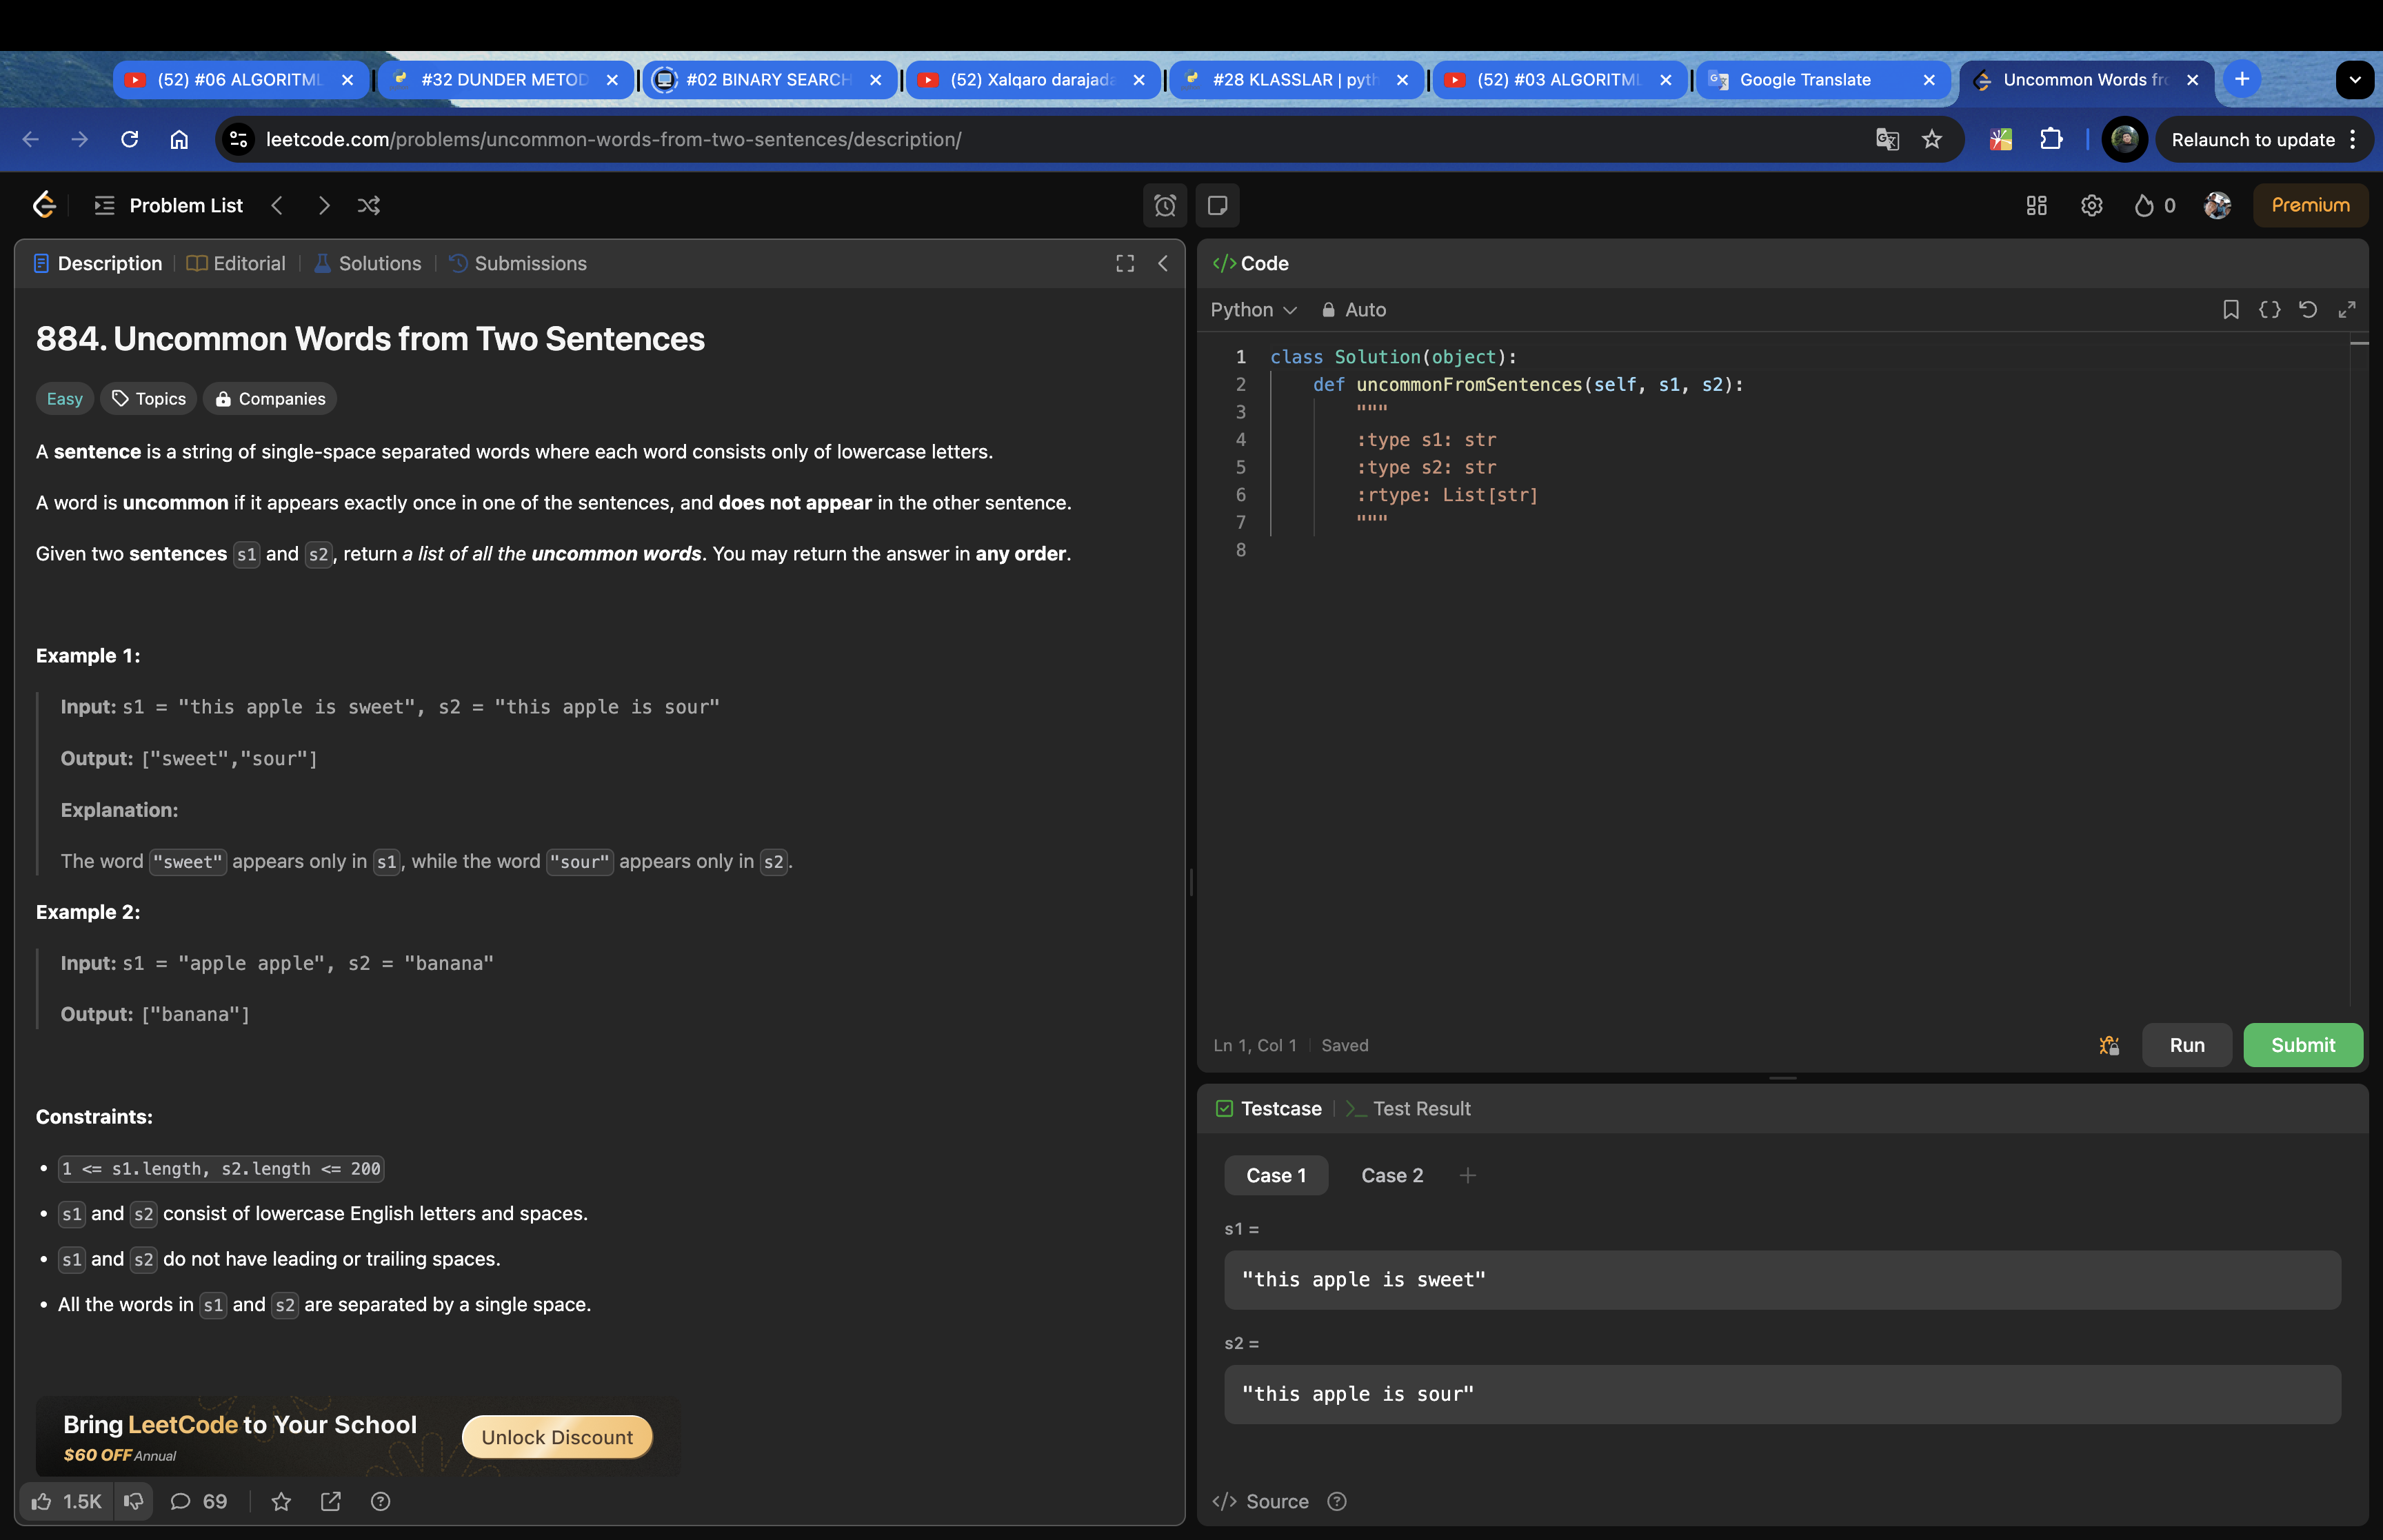 (52) #06 ALGORITML
#32 DUNDER METOD
#02 BINARY SEARCH
(52) Xalqaro darajada
#28 KLASSLAR | pyth
(52) #03 ALGORITML
Google Translate
Uncommon Words fro
leetcode.com/problems/uncommon-words-from-two-sentences/description/
Relaunch to update
Problem List
0
Premium
Description
Editorial
Solutions
Submissions
884. Uncommon Words from Two Sentences
Easy
Topics
Companies
A sentence is a string of single-space separated words where each word consists only of lowercase letters.
A word is uncommon if it appears exactly once in one of the sentences, and does not appear in the other sentence.
Given two sentences s1 and s2, return a list of all the uncommon words. You may return the answer in any order.
Example 1:
Input: s1 = "this apple is sweet", s2 = "this apple is sour"
Output: ["sweet","sour"]
Explanation:
The word "sweet" appears only in s1, while the word "sour" appears only in s2.
Example 2:
Input: s1 = "apple apple", s2 = "banana"
Output: ["banana"]
Constraints:
• 1 <= s1.length, s2.length <= 200
• s1 and s2 consist of lowercase English letters and spaces.
• s1 and s2 do not have leading or trailing spaces.
• All the words in s1 and s2 are separated by a single space.
Bring LeetCode to Your School
$60 OFF Annual
Unlock Discount
1.5K
69
</> Code
Python
Auto
1 class Solution(object):
2 def uncommonFromSentences(self, s1, s2):
3 """
4 :type s1: str
5 :type s2: str
6 :rtype: List[str]
7 """
8
Ln 1, Col 1
Saved
Run
Submit
Testcase
Test Result
Case 1
Case 2
s1 =
"this apple is sweet"
s2 =
"this apple is sour"
</> Source